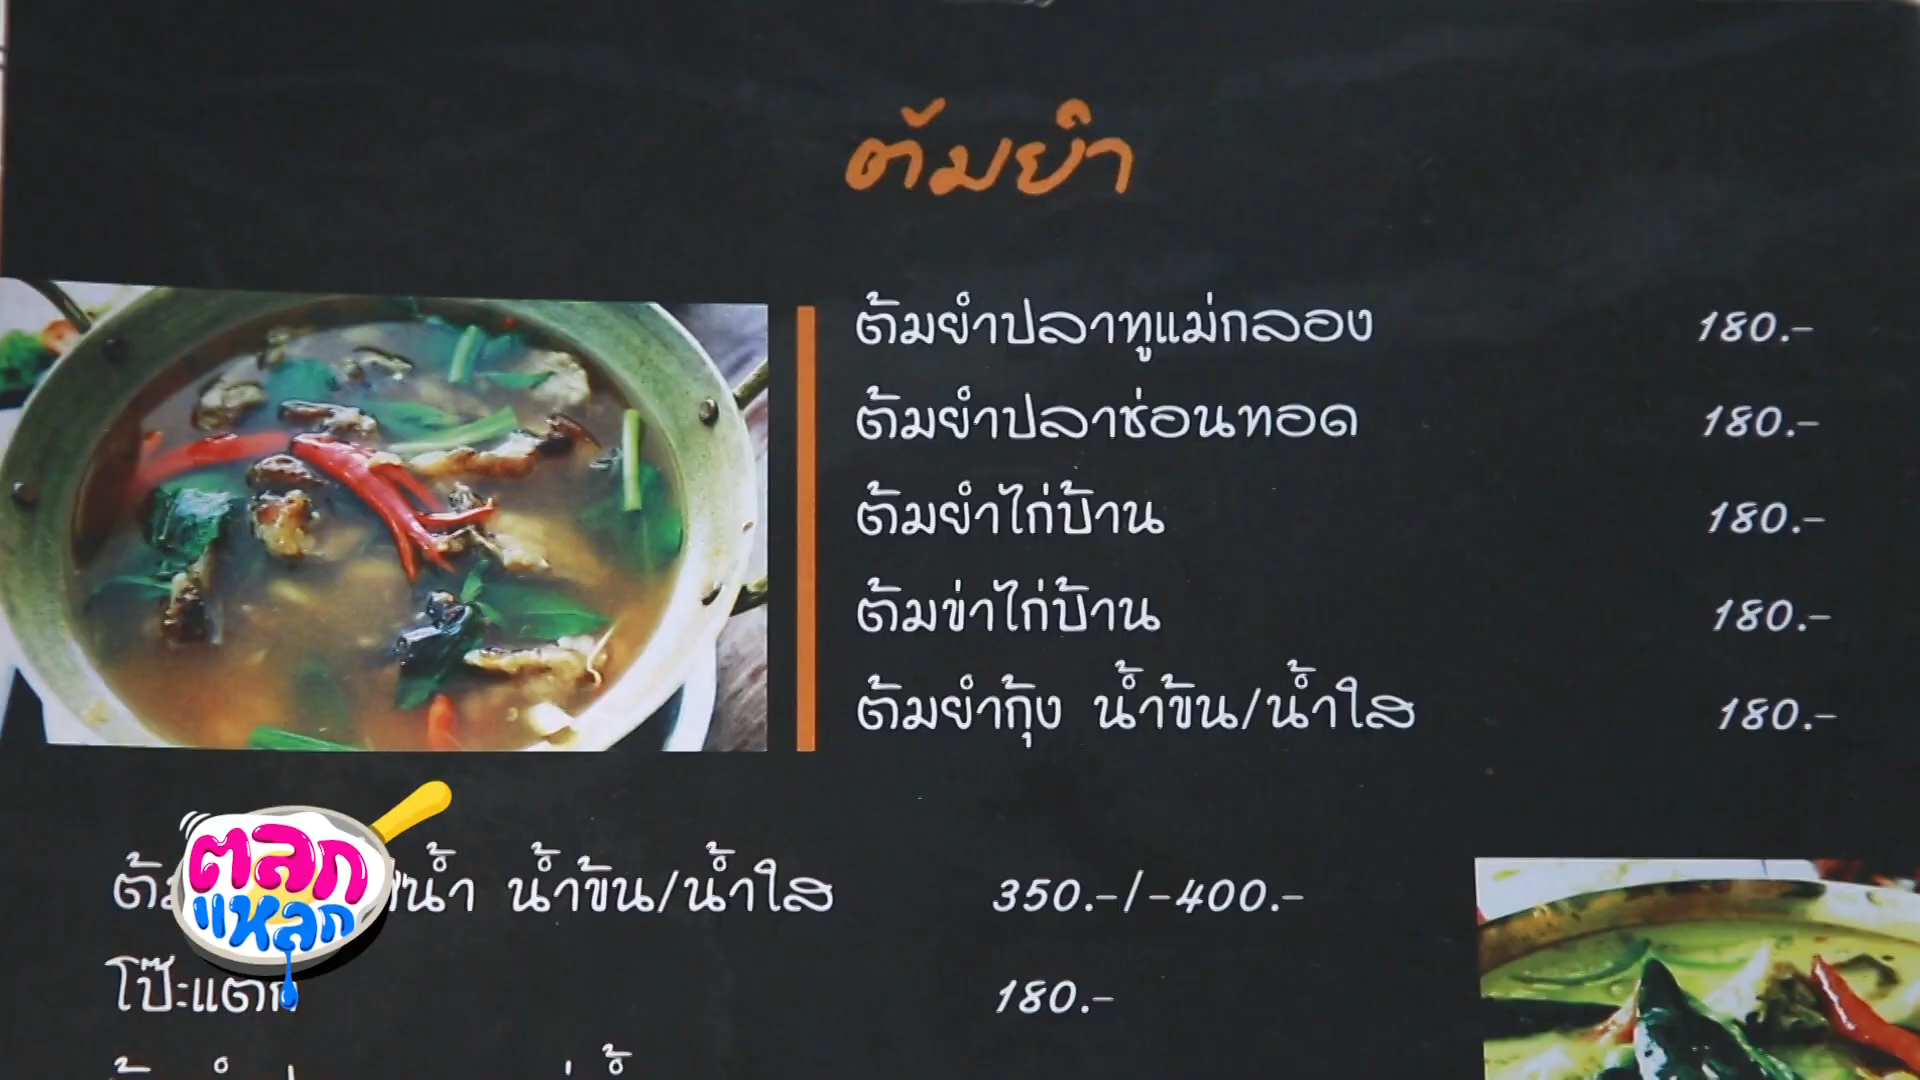 ต้มยำ
ต้มยำปลาทูแม่กลอง 180.-
ต้มยำปลาช่อนทอด 180.-
ต้มยำไก่บ้าน 180.-
ต้มข่าไก่บ้าน 180.-
ต้มยำกุ้ง น้ำข้น/น้ำใส 180.-
น้ำข้น/น้ำใส 350.-/-400.-
ตลก
แหลก
โป๊ะแตก 180.-